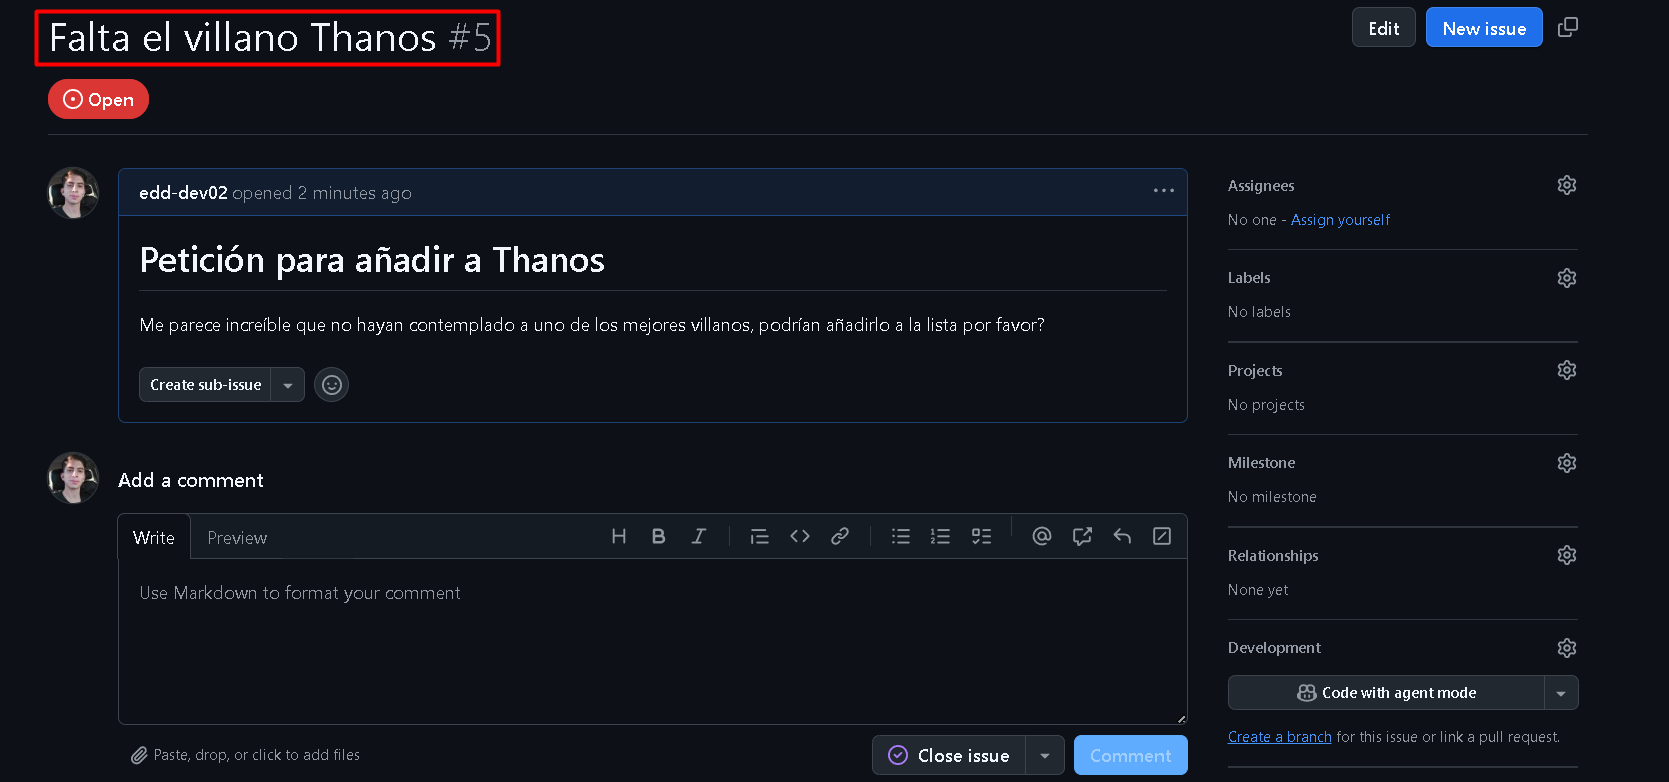 Falta el villano Thanos #5
Edit
New issue
Open
edd-dev02 opened 2 minutes ago
Petición para añadir a Thanos
Me parece increíble que no hayan contemplado a uno de los mejores villanos, podrían añadirlo a la lista por favor?
Create sub-issue
Add a comment
Write
Preview
Use Markdown to format your comment
Paste, drop, or click to add files
Close issue
Comment
Assignees
No one - Assign yourself
Labels
No labels
Projects
No projects
Milestone
No milestone
Relationships
None yet
Development
Code with agent mode
Create a branch for this issue or link a pull request.